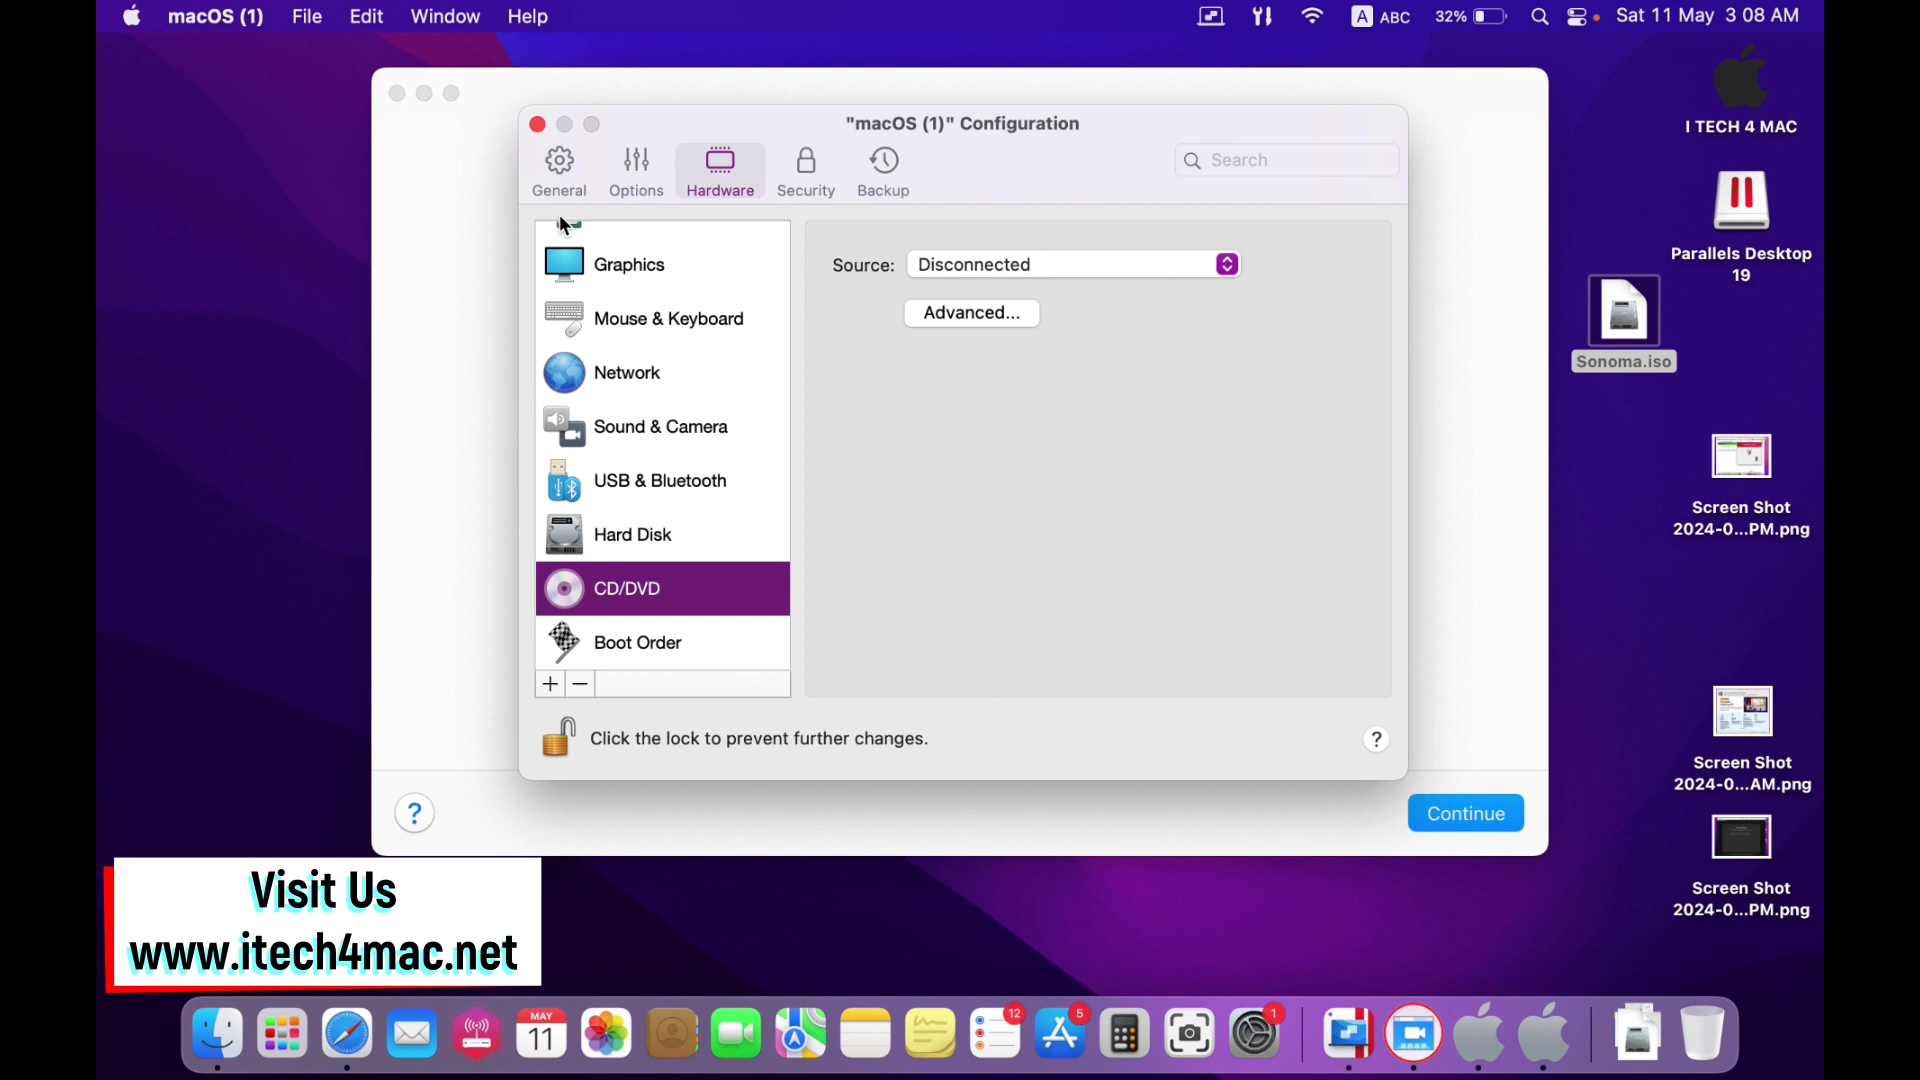 macOS (1) File Edit Window Help A ABC 32% Sat 11 May 3 08 AM
"macOS (1)" Configuration
General Options Hardware Security Backup
Search
Graphics
Mouse & Keyboard
Network
Sound & Camera
USB & Bluetooth
Hard Disk
CD/DVD
Boot Order
+ −
Source: Disconnected
Advanced...
Click the lock to prevent further changes.
?
?
Continue
I TECH 4 MAC
Parallels Desktop
19
Sonoma.iso
Screen Shot
2024-0...PM.png
Screen Shot
2024-0...AM.png
Screen Shot
2024-0...PM.png
Visit Us
www.itech4mac.net
MAY
11
12
5
1